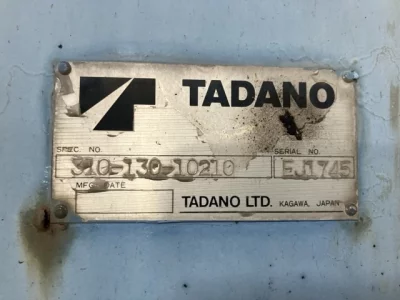 TADANO
SPEC. NO. SERIAL NO.
310-130-10210 EJ1745
MFG. DATE
TADANO LTD. KAGAWA, JAPAN